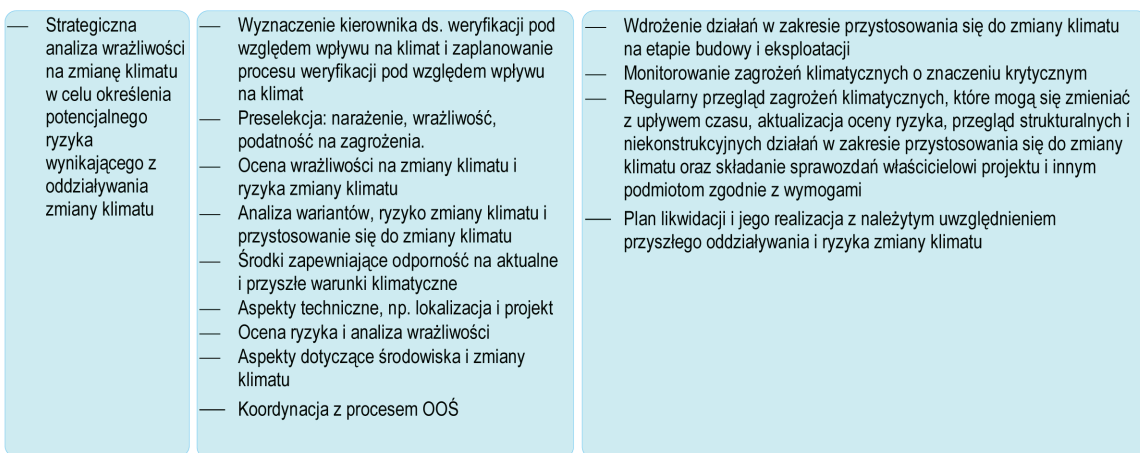 — Strategiczna
analiza wrażliwości
na zmianę klimatu
w celu określenia
potencjalnego
ryzyka
wynikającego z
oddziaływania
zmiany klimatu
— Wyznaczenie kierownika ds. weryfikacji pod
względem wpływu na klimat i zaplanowanie
procesu weryfikacji pod względem wpływu
na klimat
— Preselekcja: narażenie, wrażliwość,
podatność na zagrożenia.
— Ocena wrażliwości na zmiany klimatu i
ryzyka zmiany klimatu
— Analiza wariantów, ryzyko zmiany klimatu i
przystosowanie się do zmiany klimatu
— Środki zapewniające odporność na aktualne
i przyszłe warunki klimatyczne
— Aspekty techniczne, np. lokalizacja i projekt
— Ocena ryzyka i analiza wrażliwości
— Aspekty dotyczące środowiska i zmiany
klimatu
— Koordynacja z procesem OOŚ
— Wdrożenie działań w zakresie przystosowania się do zmiany klimatu
na etapie budowy i eksploatacji
— Monitorowanie zagrożeń klimatycznych o znaczeniu krytycznym
— Regularny przegląd zagrożeń klimatycznych, które mogą się zmieniać
z upływem czasu, aktualizacja oceny ryzyka, przegląd strukturalnych i
niekonstrukcyjnych działań w zakresie przystosowania się do zmiany
klimatu oraz składanie sprawozdań właścicielowi projektu i innym
podmiotom zgodnie z wymogami
— Plan likwidacji i jego realizacja z należytym uwzględnieniem
przyszłego oddziaływania i ryzyka zmiany klimatu